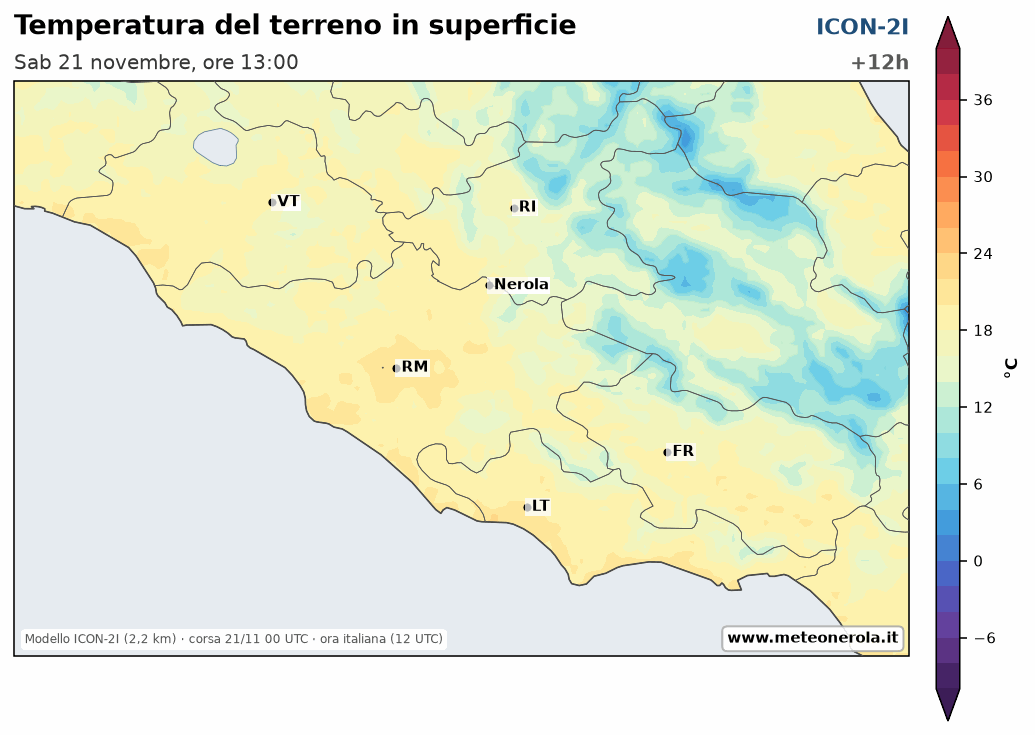 Temperatura del terreno in superficie
ICON-2I
Sab 21 novembre, ore 13:00
+12h
VT
RI
Nerola
RM
FR
LT
36
30
24
18
12
6
0
−6
°C
Modello ICON-2I (2,2 km) · corsa 21/11 00 UTC · ora italiana (12 UTC)
www.meteonerola.it